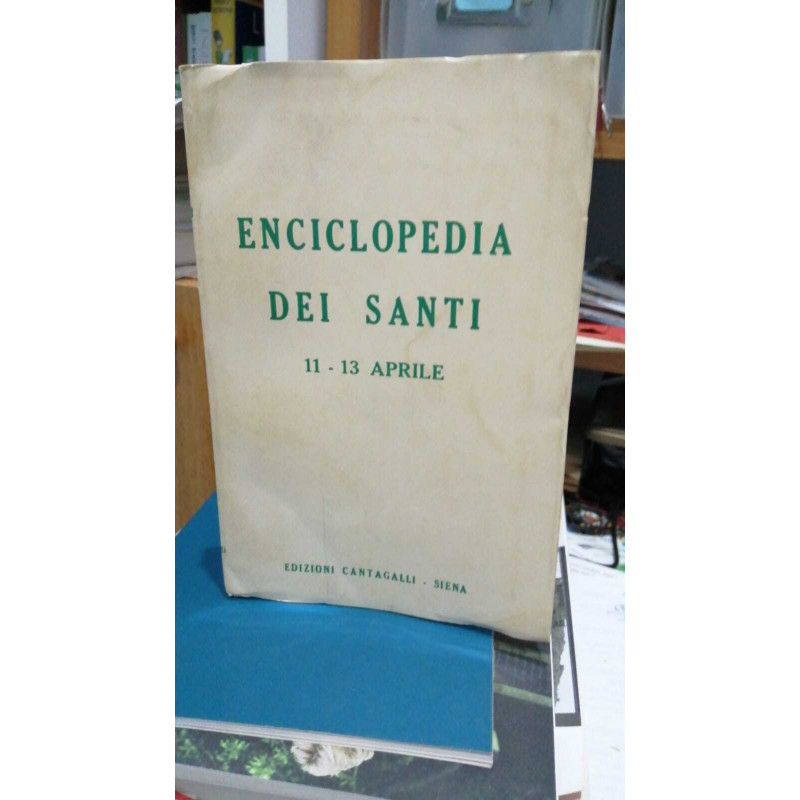 ENCICLOPEDIA
DEI SANTI
11 - 13 APRILE
EDIZIONI CANTAGALLI - SIENA